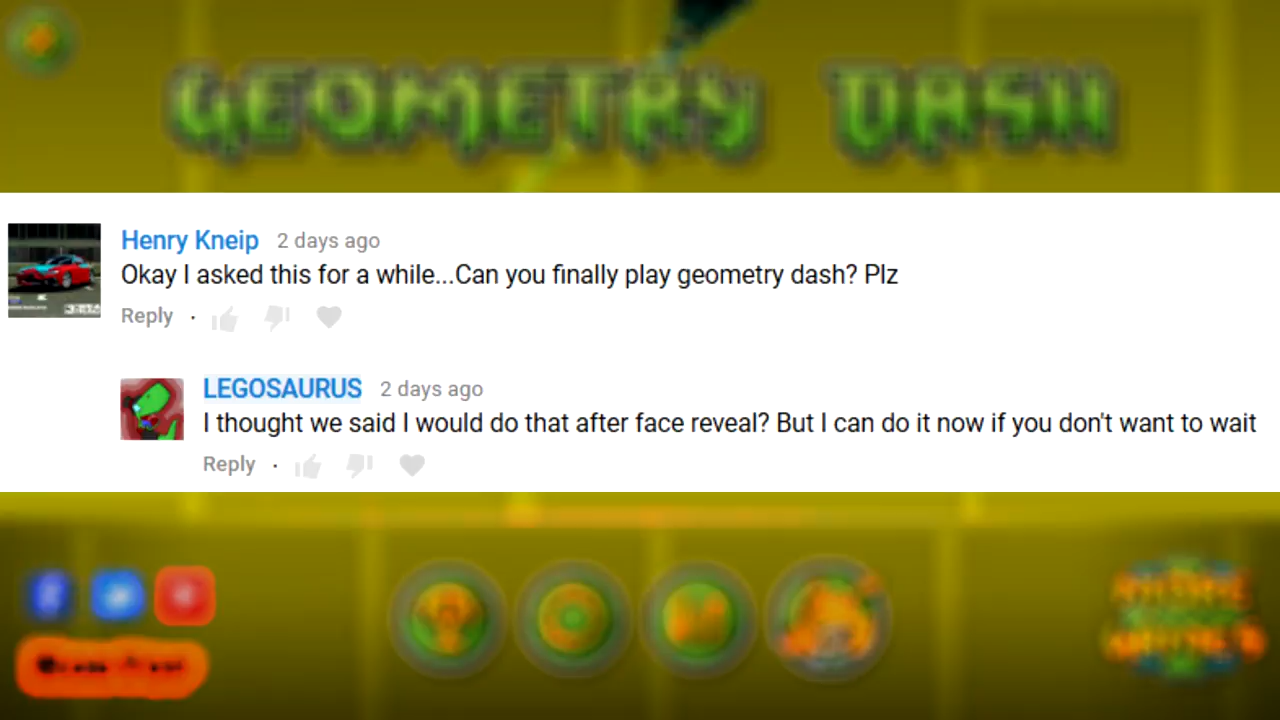 GEOMETRY DASH
Henry Kneip 2 days ago
Okay I asked this for a while...Can you finally play geometry dash? Plz
Reply
LEGOSAURUS 2 days ago
I thought we said I would do that after face reveal? But I can do it now if you don't want to wait
Reply